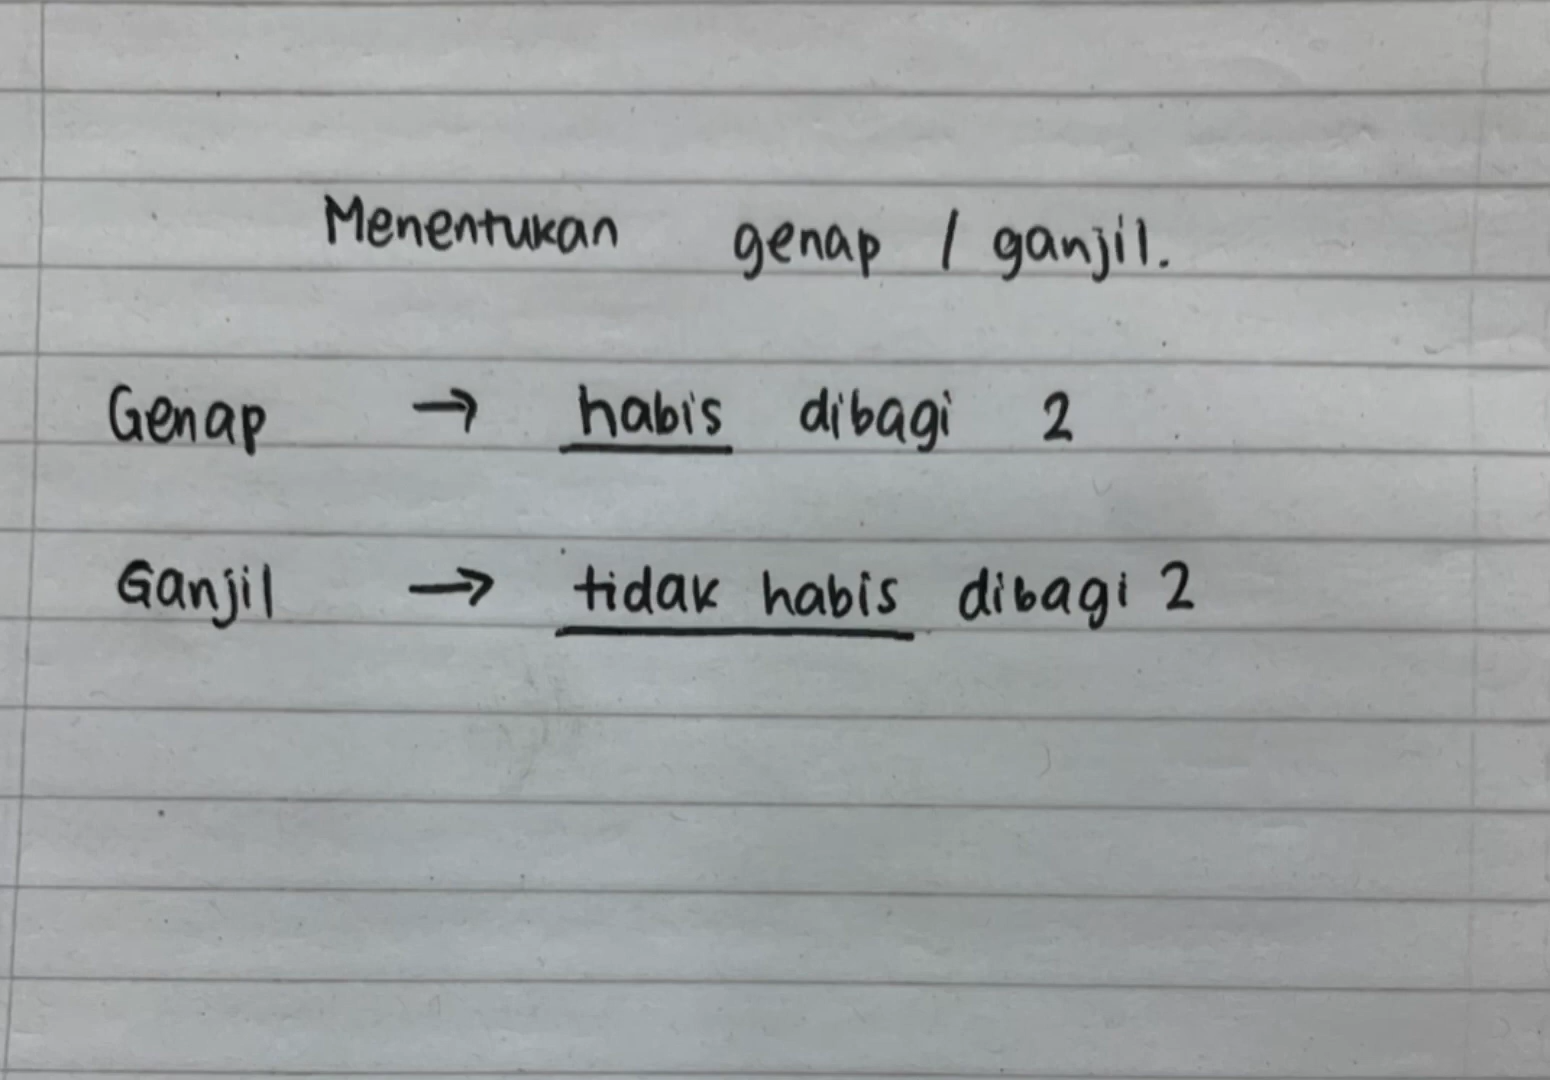 Menentukan genap / ganjil.
Genap → habis dibagi 2
Ganjil → tidak habis dibagi 2